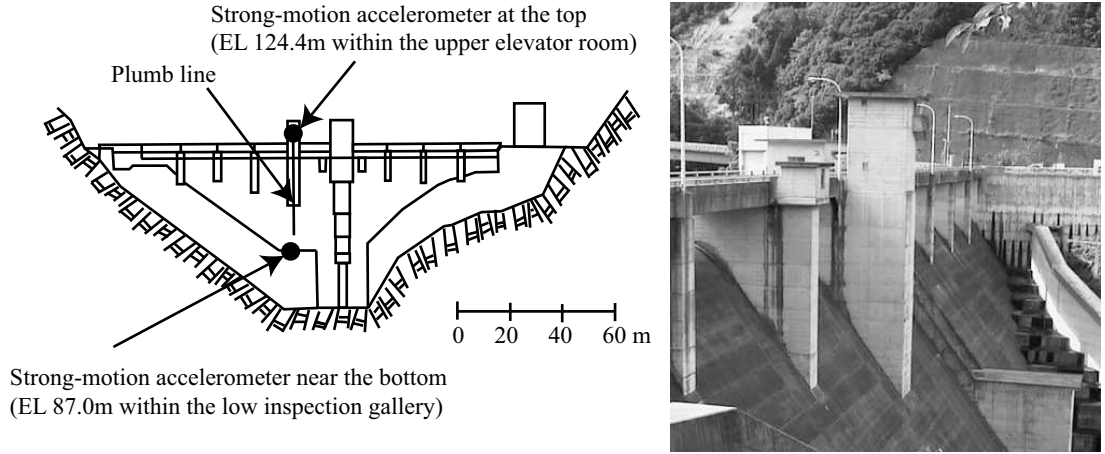 Strong-motion accelerometer at the top
(EL 124.4m within the upper elevator room)
Plumb line
0 20 40 60 m
Strong-motion accelerometer near the bottom
(EL 87.0m within the low inspection gallery)